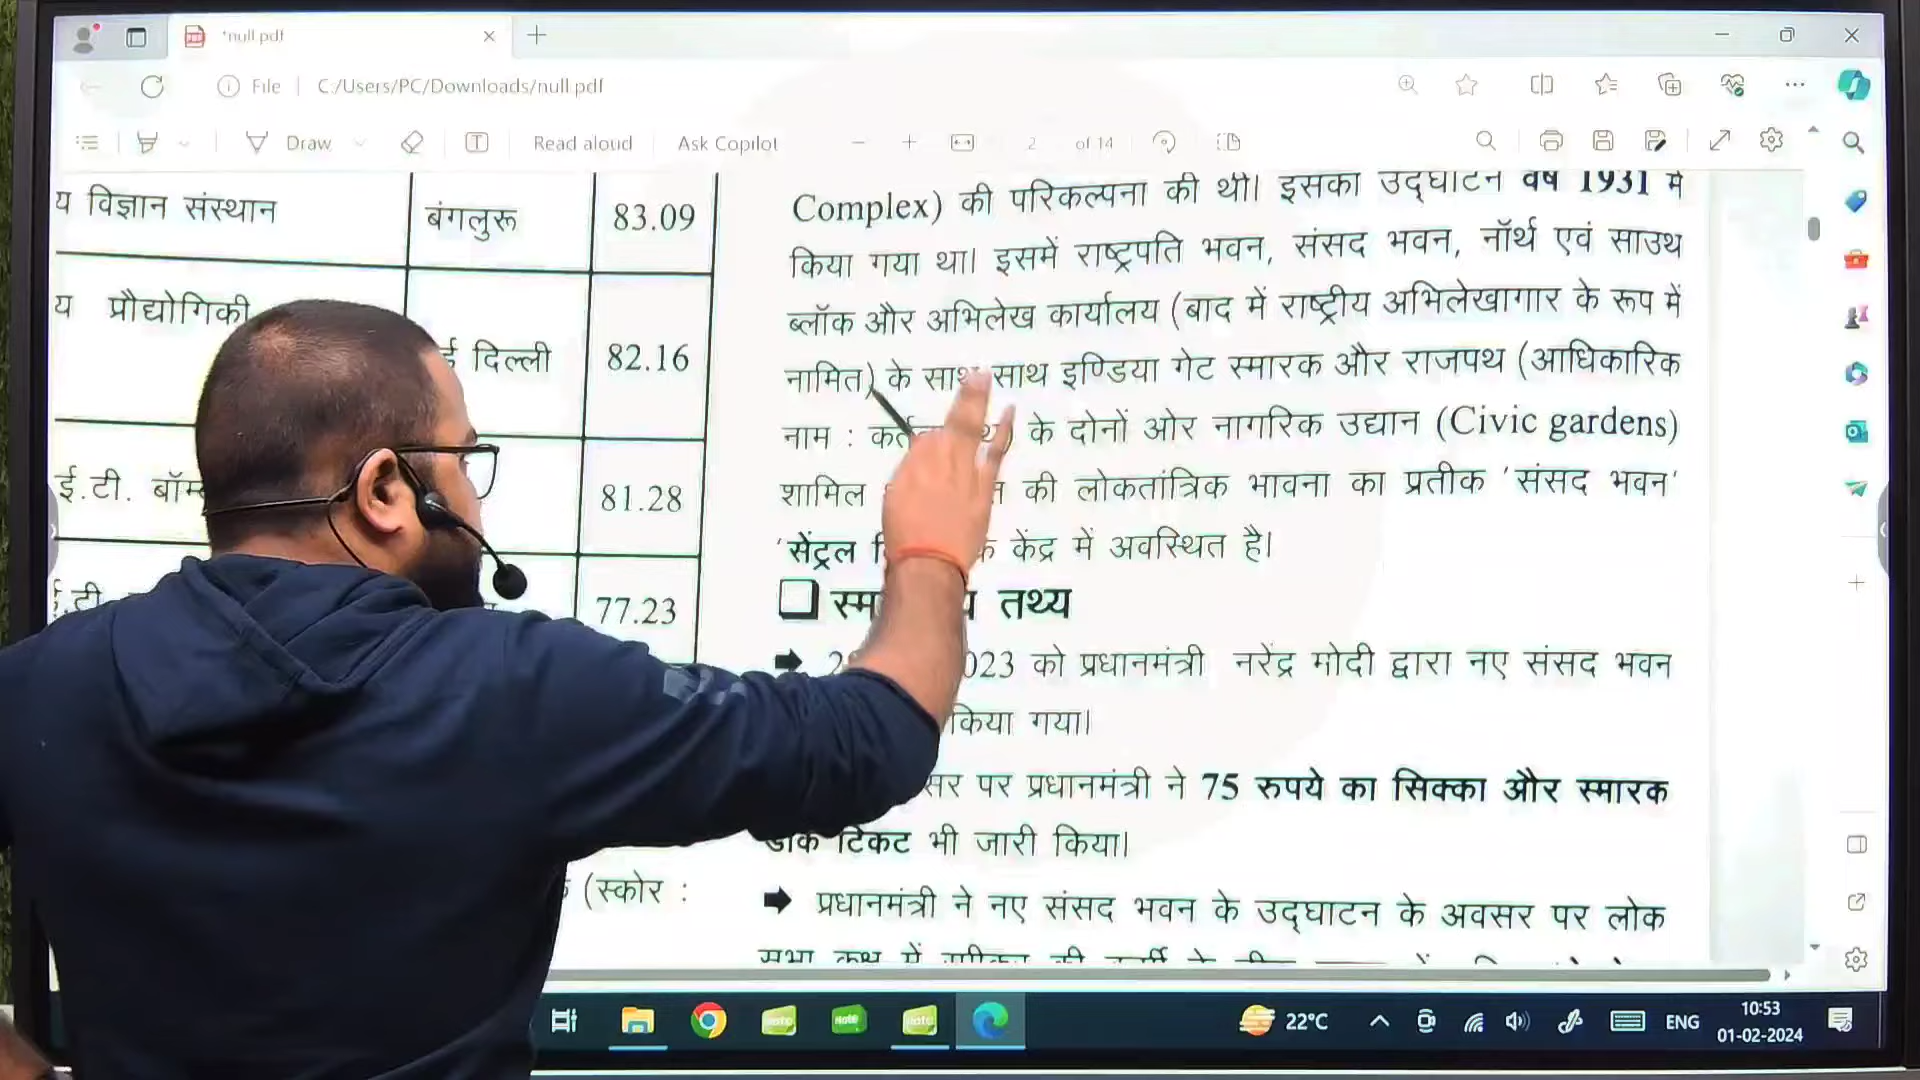 *null.pdf
File
C:/Users/PC/Downloads/null.pdf
Draw
Read aloud
Ask Copilot
2 of 14
य विज्ञान संस्थान
बंगलुरू
83.09
य प्रौद्योगिकी
ई दिल्ली
82.16
ई.टी. बॉम्ब
81.28
ई.टी.
77.23
(स्कोर :
Complex) की परिकल्पना की थी। इसका उद्घाटन वर्ष 1931 में
किया गया था। इसमें राष्ट्रपति भवन, संसद भवन, नॉर्थ एवं साउथ
ब्लॉक और अभिलेख कार्यालय (बाद में राष्ट्रीय अभिलेखागार के रूप में
नामित) के साथ साथ इण्डिया गेट स्मारक और राजपथ (आधिकारिक
नाम : के दोनों ओर नागरिक उद्यान (Civic gardens)
शामिल की लोकतांत्रिक भावना का प्रतीक 'संसद भवन'
'सेंट्रल के केंद्र में अवस्थित है।
तथ्य
023 को प्रधानमंत्री नरेंद्र मोदी द्वारा नए संसद भवन
किया गया।
सर पर प्रधानमंत्री ने 75 रुपये का सिक्का और स्मारक
डाक टिकट भी जारी किया।
प्रधानमंत्री ने नए संसद भवन के उद्घाटन के अवसर पर लोक
22°C
ENG
10:53
01-02-2024